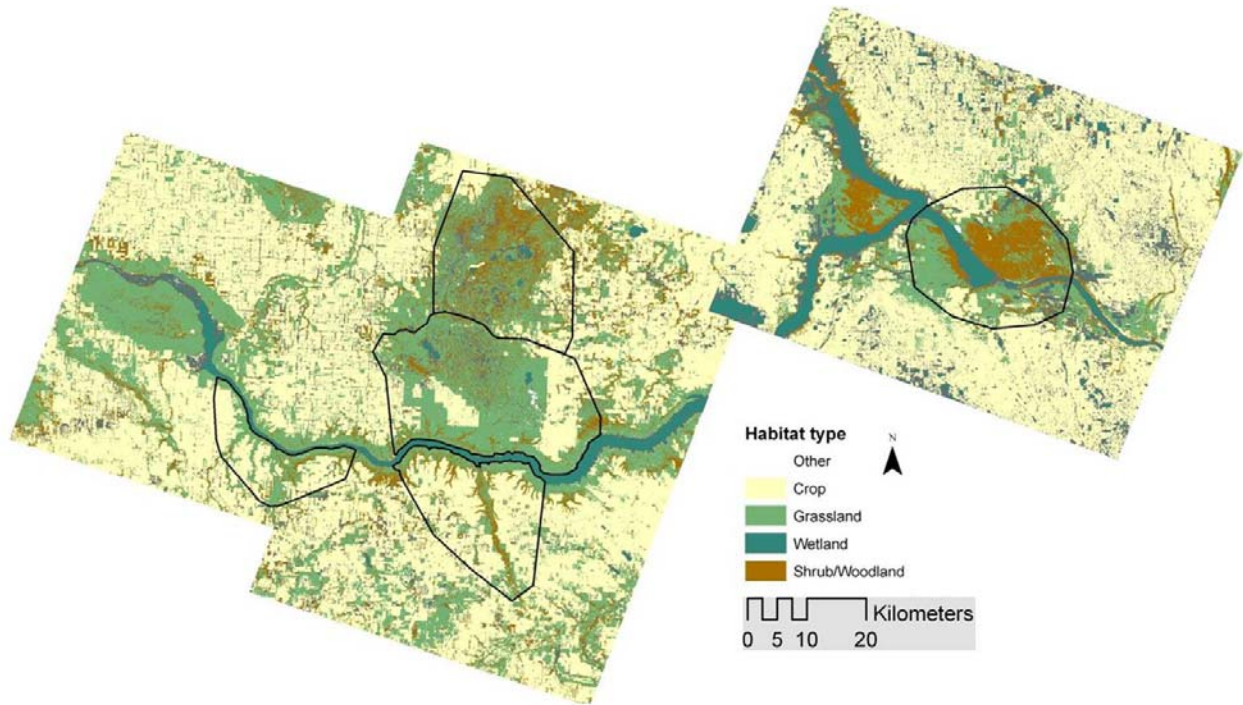 Habitat type
N
Other
Crop
Grassland
Wetland
Shrub/Woodland
Kilometers
0 5 10 20